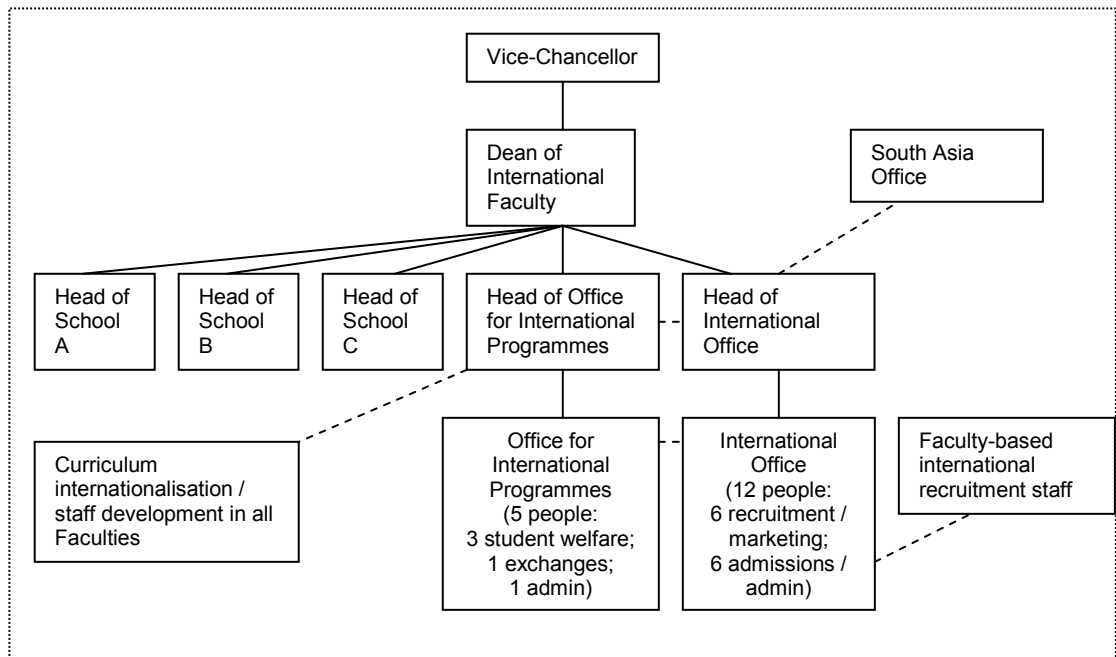 Vice-Chancellor
Dean of
International
Faculty
South Asia
Office
Head of
School
A
Head of
School
B
Head of
School
C
Head of Office
for International
Programmes
Head of
International
Office
Curriculum
internationalisation /
staff development in all
Faculties
Office for
International
Programmes
(5 people:
3 student welfare;
1 exchanges;
1 admin)
International
Office
(12 people:
6 recruitment /
marketing;
6 admissions /
admin)
Faculty-based
international
recruitment staff